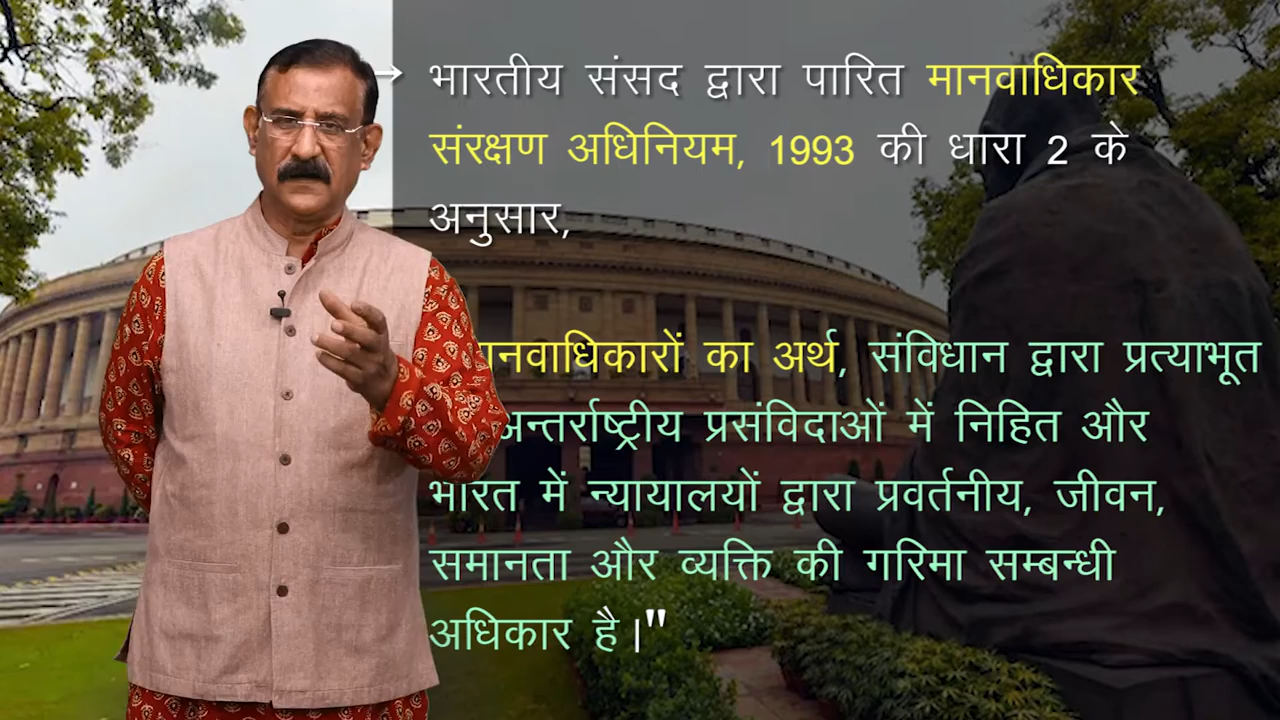 → भारतीय संसद द्वारा पारित मानवाधिकार
संरक्षण अधिनियम, 1993 की धारा 2 के
अनुसार,
का अर्थ, संविधान द्वारा प्रत्याभूत
अन्तर्राष्ट्रीय प्रसंविदाओं में निहित और
भारत में न्यायालयों द्वारा प्रवर्तनीय, जीवन,
समानता और व्यक्ति की गरिमा सम्बन्धी
अधिकार है।"